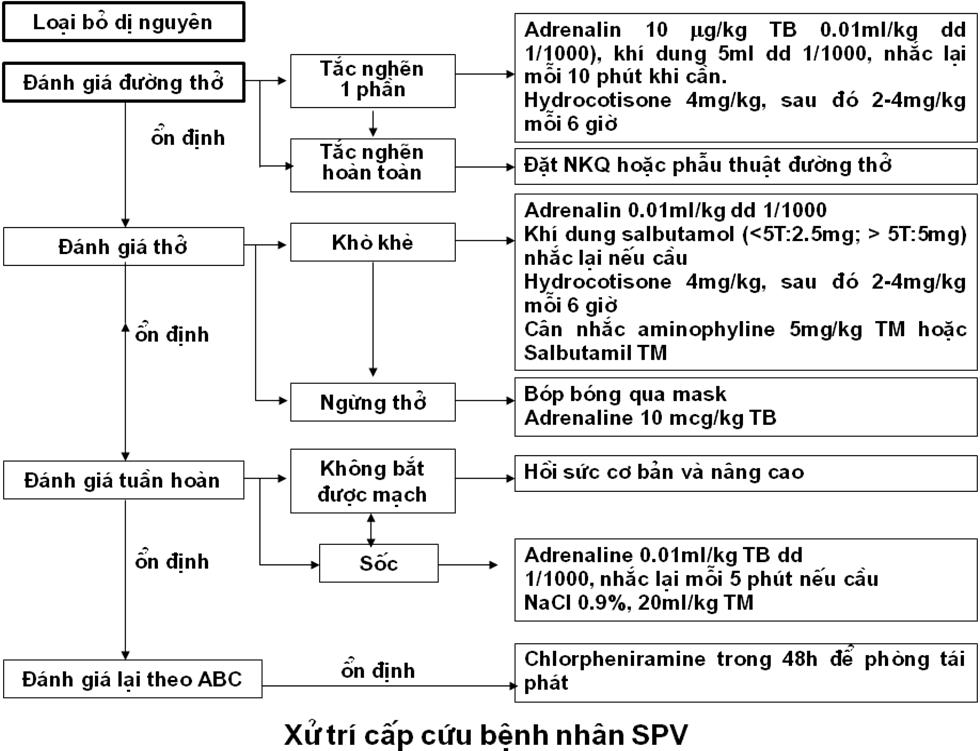 Loại bỏ dị nguyên
Đánh giá đường thở
Tắc nghẽn
1 phần
Adrenalin 10 µg/kg TB 0.01ml/kg dd
1/1000), khí dung 5ml dd 1/1000, nhắc lại
mỗi 10 phút khi cần.
Hydrocotisone 4mg/kg, sau đó 2-4mg/kg
mỗi 6 giờ
ổn định
Tắc nghẽn
hoàn toàn
Đặt NKQ hoặc phẫu thuật đường thở
Đánh giá thở
Khò khè
Adrenalin 0.01ml/kg dd 1/1000
Khí dung salbutamol (<5T:2.5mg; > 5T:5mg)
nhắc lại nếu cầu
Hydrocotisone 4mg/kg, sau đó 2-4mg/kg
mỗi 6 giờ
Cân nhắc aminophyline 5mg/kg TM hoặc
Salbutamil TM
ổn định
Ngừng thở
Bóp bóng qua mask
Adrenaline 10 mcg/kg TB
Đánh giá tuần hoàn
Không bắt
được mạch
Hồi sức cơ bản và nâng cao
ổn định
Sốc
Adrenaline 0.01ml/kg TB dd
1/1000, nhắc lại mỗi 5 phút nếu cầu
NaCl 0.9%, 20ml/kg TM
Đánh giá lại theo ABC
ổn định
Chlorpheniramine trong 48h để phòng tái
phát
Xử trí cấp cứu bệnh nhân SPV